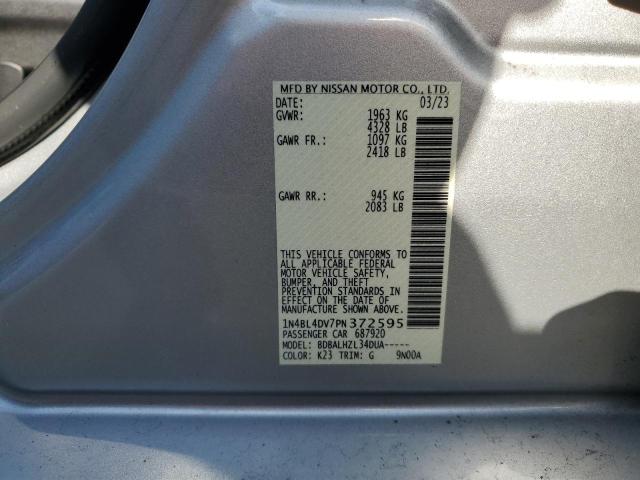 MFD BY NISSAN MOTOR CO., LTD.
DATE: 03/23
GVWR: 1963 KG
4328 LB
GAWR FR.: 1097 KG
2418 LB
GAWR RR.: 945 KG
2083 LB
THIS VEHICLE CONFORMS TO
ALL APPLICABLE FEDERAL
MOTOR VEHICLE SAFETY,
BUMPER, AND THEFT
PREVENTION STANDARDS IN
EFFECT ON THE DATE OF
MANUFACTURE SHOWN ABOVE.
1N4BL4DV7PN372595
PASSENGER CAR 687920
MODEL: BDBALHZL34DUA-----
COLOR: K23 TRIM: G 9N00A